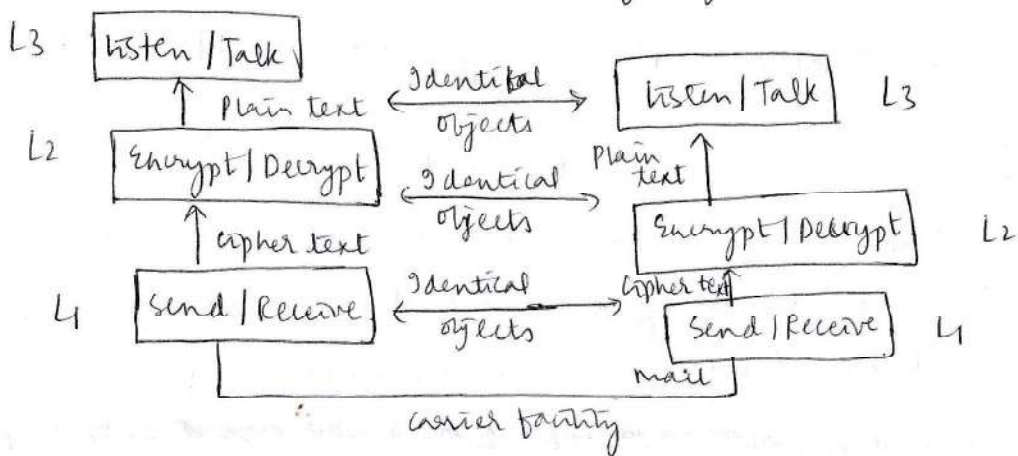 L3 Listen / Talk
Identical
Listen / Talk L3
Plain text
objects
L2
Plain
text
Encrypt / Decrypt
Identical
objects
Encrypt / Decrypt L2
Cipher text
Identical
Cipher text
L1 Send / Receive
objects
Send / Receive L1
mail
carrier facility